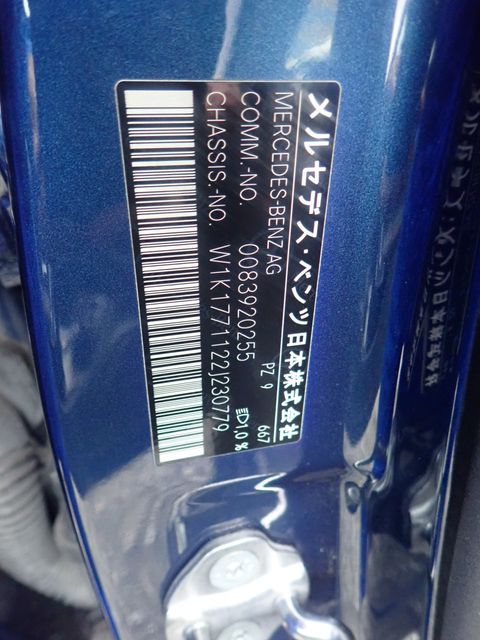 メルセデス・ベンツ日本株式会社
MERCEDES-BENZ AG 667
COMM.-NO. 0083920255 PZ 9
CHASSIS.-NO. W1K1771122J230779 1,0 %